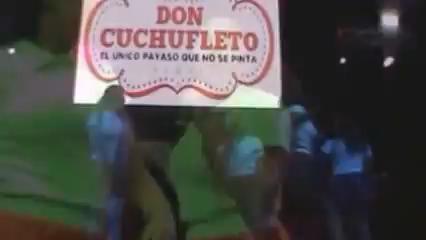 DON
CUCHUFLETO
EL UNICO PAYASO QUE NO SE PINTA